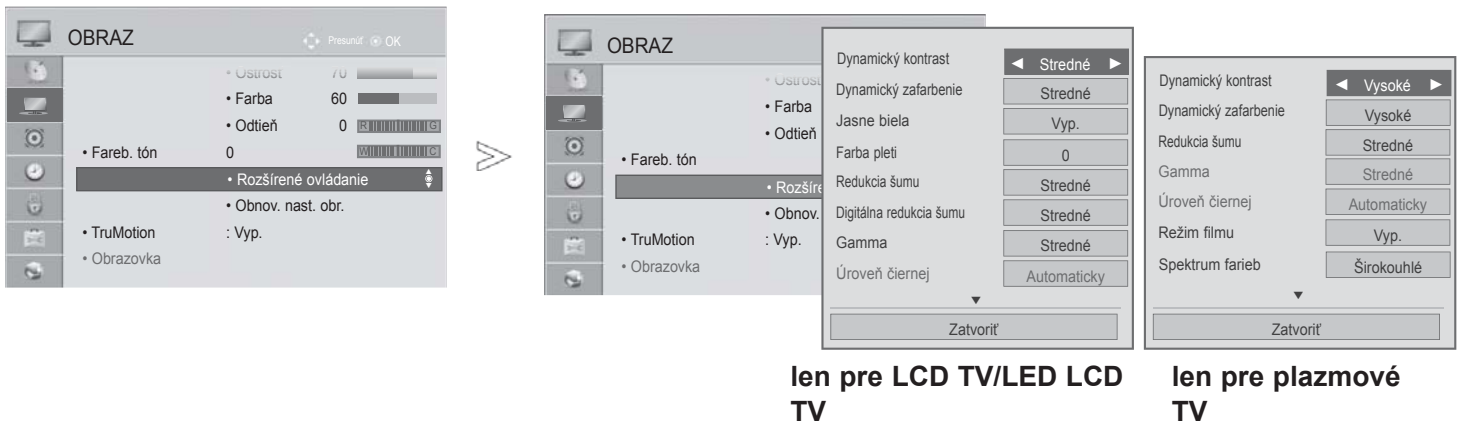 OBRAZ
Presunúť OK
• Ostrosť 70
• Farba 60
• Odtieň 0 R G
• Fareb. tón 0 W C
• Rozšírené ovládanie
• Obnov. nast. obr.
• TruMotion : Vyp.
• Obrazovka
OBRAZ
• Ostrosť
• Farba
• Odtieň
• Fareb. tón
• Rozšíre
• Obnov.
• TruMotion : Vyp.
• Obrazovka
Dynamický kontrast ◄ Stredné ►
Dynamický zafarbenie Stredné
Jasne biela Vyp.
Farba pleti 0
Redukcia šumu Stredné
Digitálna redukcia šumu Stredné
Gamma Stredné
Úroveň čiernej Automaticky
▼
Zatvoriť
len pre LCD TV/LED LCD
TV
Dynamický kontrast ◄ Vysoké ►
Dynamický zafarbenie Vysoké
Redukcia šumu Stredné
Gamma Stredné
Úroveň čiernej Automaticky
Režim filmu Vyp.
Spektrum farieb Širokouhlé
▼
Zatvoriť
len pre plazmové
TV